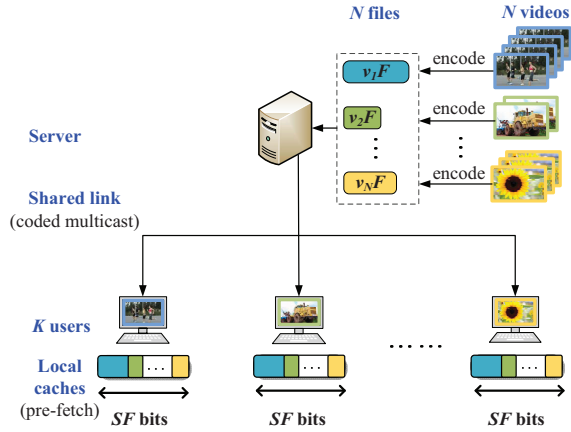 N files
N videos
encode
v₁F
encode
v₂F
Server
encode
v_N F
Shared link
(coded multicast)
K users
Local
caches
(pre-fetch)
...
...
......
...
SF bits
SF bits
SF bits